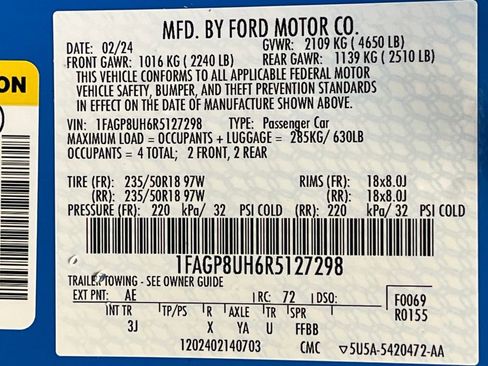 MFD. BY FORD MOTOR CO.
DATE: 02/24 GVWR: 2109 KG ( 4650 LB)
FRONT GAWR: 1016 KG ( 2240 LB) REAR GAWR: 1139 KG ( 2510 LB)
THIS VEHICLE CONFORMS TO ALL APPLICABLE FEDERAL MOTOR
VEHICLE SAFETY, BUMPER, AND THEFT PREVENTION STANDARDS
IN EFFECT ON THE DATE OF MANUFACTURE SHOWN ABOVE.
VIN: 1FAGP8UH6R5127298 TYPE: Passenger Car
MAXIMUM LOAD = OCCUPANTS + LUGGAGE = 285KG/ 630LB
OCCUPANTS = 4 TOTAL; 2 FRONT, 2 REAR
TIRE (FR): 235/50R18 97W RIMS (FR): 18x8.0J
(RR): 235/50R18 97W (RR): 18x8.0J
PRESSURE (FR): 220 kPa/ 32 PSI COLD (RR): 220 kPa/ 32 PSI COLD
1FAGP8UH6R5127298
TRAILER TOWING - SEE OWNER GUIDE
EXT PNT: AE RC: 72 DSO: F0069
INT TR TP/PS R AXLE TR SPR R0155
3J X YA U FFBB
1202402140703 CMC ▽5U5A-5420472-AA
ON